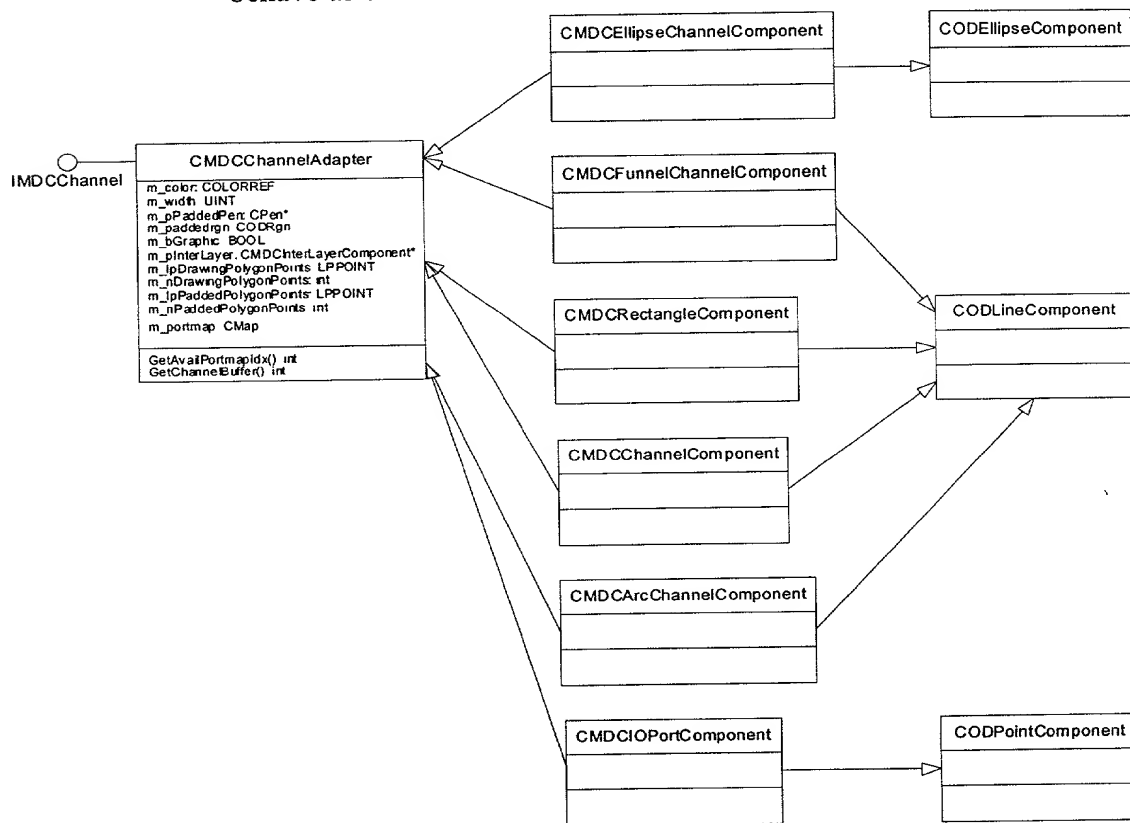 CMDCEllipseChannelComponent
CODEllipseComponent
IMDCChannel
CMDCChannelAdapter
m_color: COLORREF
m_width UINT
m_pPaddedPen: CPen*
m_paddedrgn CODRgn
m_bGraphic BOOL
m_pInterLayer. CMDCInterLayerComponent*
m_lpDrawingPolygonPoints LPPOINT
m_nDrawingPolygonPoints: int
m_lpPaddedPolygonPoints LPPOINT
m_nPaddedPolygonPoints int
m_portmap CMap
GetAvailPortmapIdx() int
GetChannelBuffer() int
CMDCFunnelChannelComponent
CMDCRectangleComponent
CODLineComponent
CMDCChannelComponent
CMDCArcChannelComponent
CMDCIOPortComponent
CODPointComponent